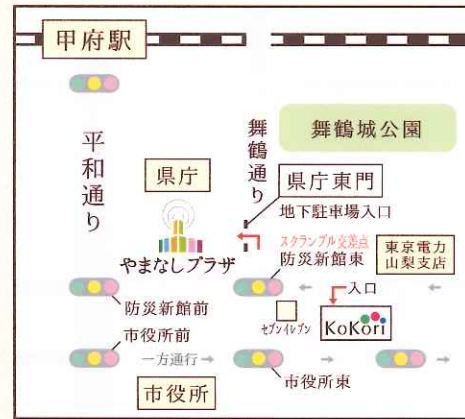 甲府駅
平和通り
舞鶴通り
舞鶴城公園
県庁
県庁東門
地下駐車場入口
やまなしプラザ
スクランブル交差点
防災新館東
東京電力
山梨支店
入口
防災新館前
セブンイレブン
KoKori
市役所前
一方通行
市役所
市役所東